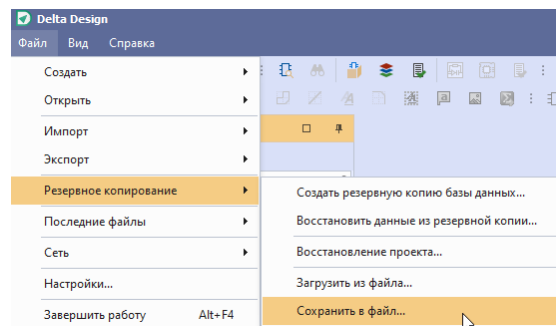 Delta Design
Файл Вид Справка
Создать
Открыть
Импорт
Экспорт
Резервное копирование
Последние файлы
Сеть
Настройки...
Завершить работу Alt+F4
Создать резервную копию базы данных...
Восстановить данные из резервной копии...
Восстановление проекта...
Загрузить из файла...
Сохранить в файл...